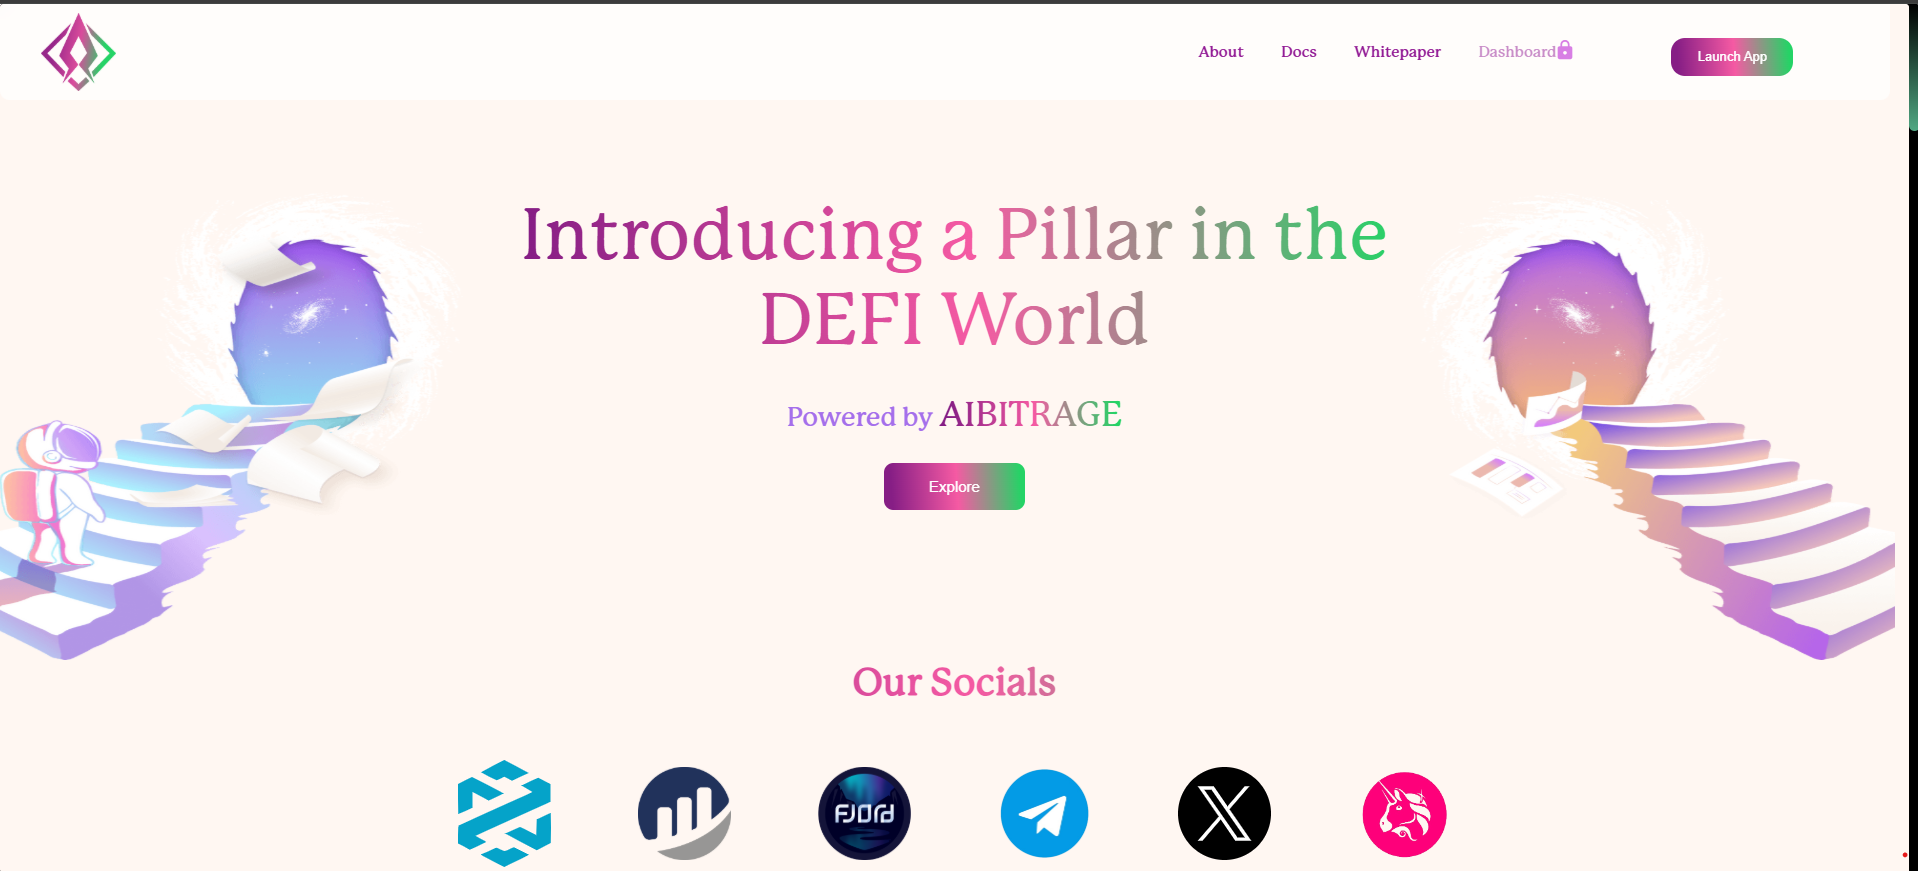 About
Docs
Whitepaper
Dashboard
Launch App
Introducing a Pillar in the
DEFI World
Powered by AIBITRAGE
Explore
Our Socials
FJORD